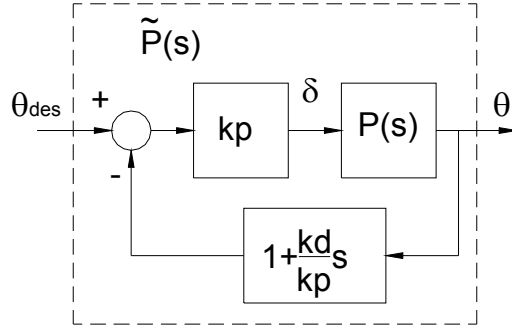 P̃(s)
θdes
+
-
kp
δ
P(s)
θ
1+kd/kp s